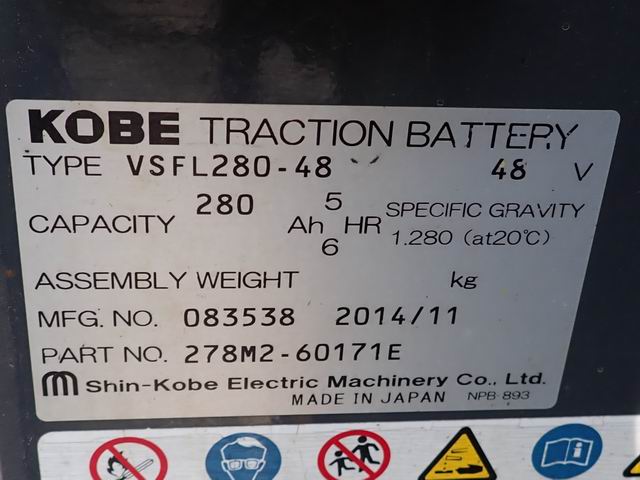 KOBE TRACTION BATTERY
TYPE VSFL280-48 48 V
CAPACITY 280 Ah 5 HR SPECIFIC GRAVITY
6 1.280 (at20℃)
ASSEMBLY WEIGHT kg
MFG. NO. 083538 2014/11
PART NO. 278M2-60171E
Shin-Kobe Electric Machinery Co., Ltd.
MADE IN JAPAN NPB-893